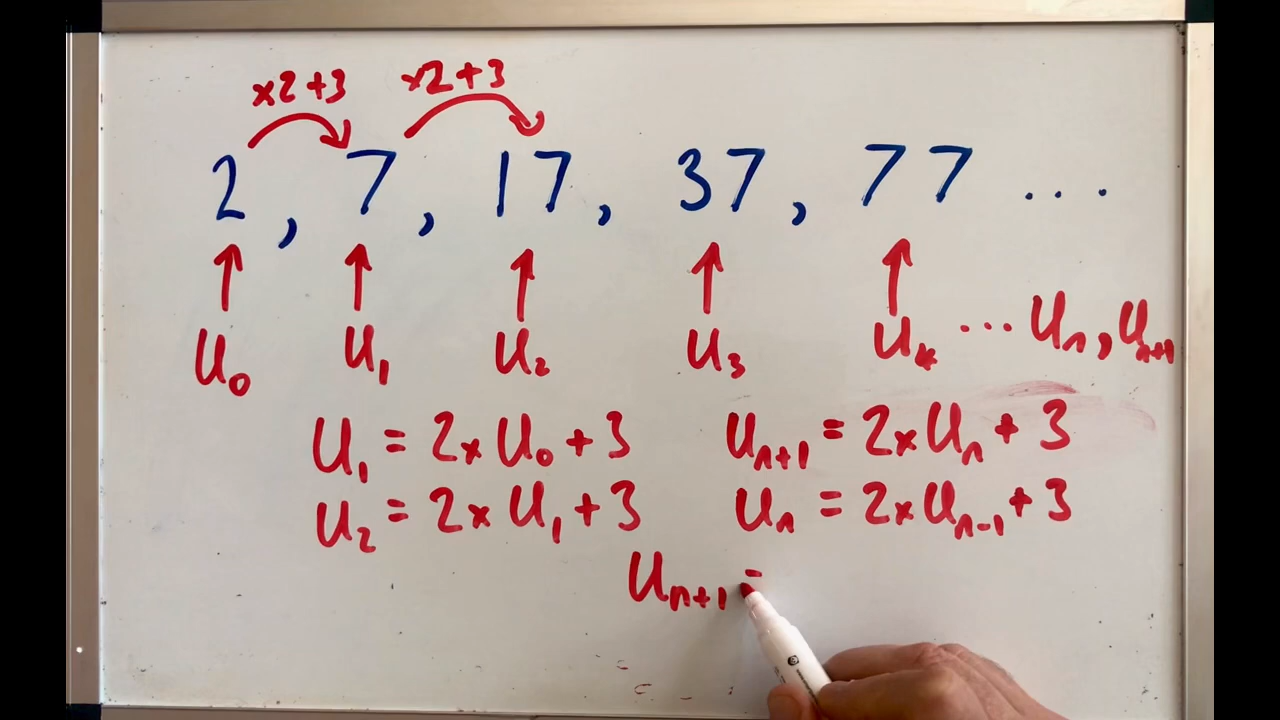 ×2+3 ×2+3
2, 7, 17, 37, 77 ...
U₀ U₁ U₂ U₃ U₄ ... Uₙ, Uₙ₊₁
U₁ = 2×U₀+3 Uₙ₊₁ = 2×Uₙ+3
U₂ = 2×U₁+3 Uₙ = 2×Uₙ₋₁+3
Uₙ₊₁ =